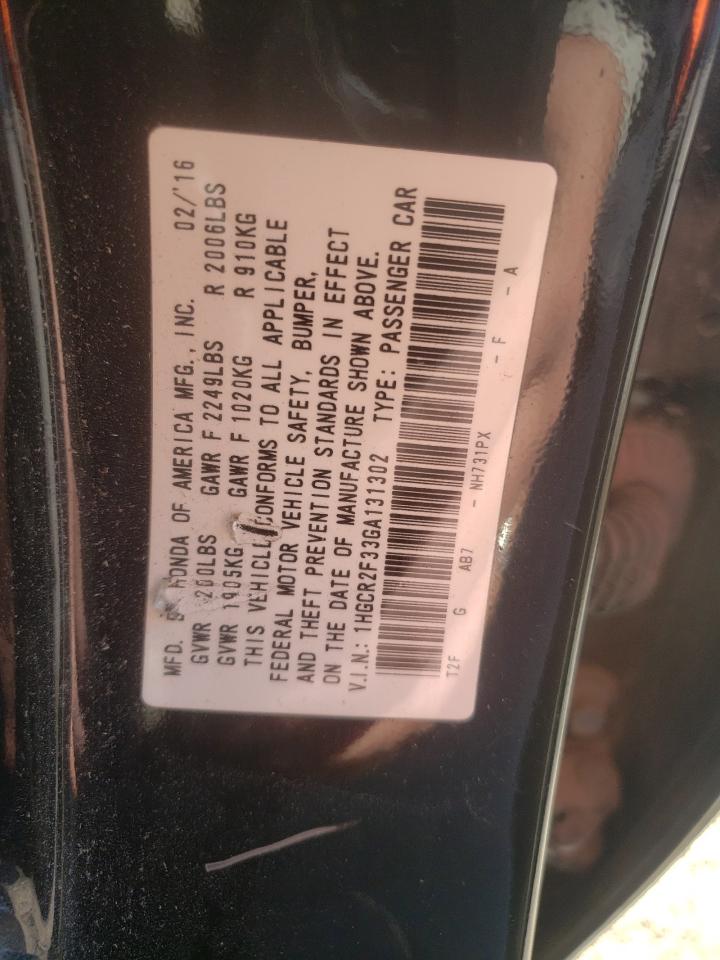 MFD. BY HONDA OF AMERICA MFG., INC. 02/'16
GVWR 200LBS GAWR F 2249LBS R 2006LBS
GVWR 1905KG GAWR F 1020KG R 910KG
THIS VEHICLE CONFORMS TO ALL APPLICABLE
FEDERAL MOTOR VEHICLE SAFETY, BUMPER,
AND THEFT PREVENTION STANDARDS IN EFFECT
ON THE DATE OF MANUFACTURE SHOWN ABOVE.
V.I.N.: 1HGCR2F33GA131302 TYPE: PASSENGER CAR
T2F G AB7 - NH731PX - F - A